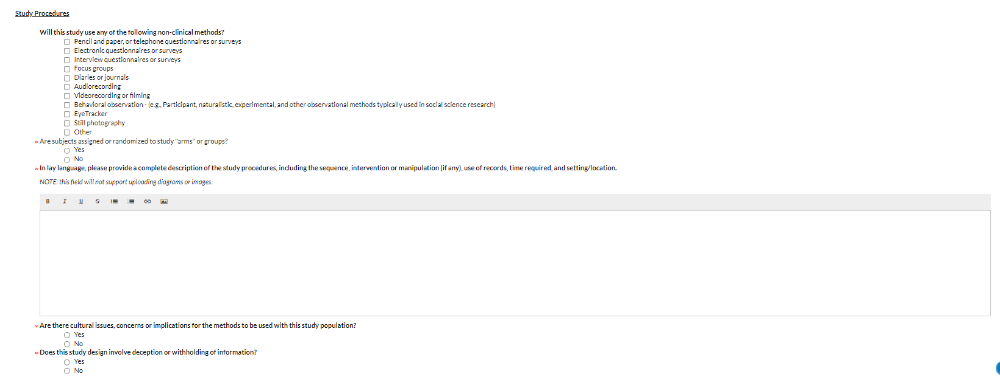 Study Procedures
Will this study use any of the following non-clinical methods?
Pencil and paper, or telephone questionnaires or surveys
Electronic questionnaires or surveys
Interview questionnaires or surveys
Focus groups
Diaries or journals
Audiorecording
Videorecording or filming
Behavioral observation - (e.g., Participant, naturalistic, experimental, and other observational methods typically used in social science research)
EyeTracker
Still photography
Other
* Are subjects assigned or randomized to study "arms" or groups?
Yes
No
* In lay language, please provide a complete description of the study procedures, including the sequence, intervention or manipulation (if any), use of records, time required, and setting/location.
NOTE: this field will not support uploading diagrams or images.
B I U S
* Are there cultural issues, concerns or implications for the methods to be used with this study population?
Yes
No
* Does this study design involve deception or withholding of information?
Yes
No